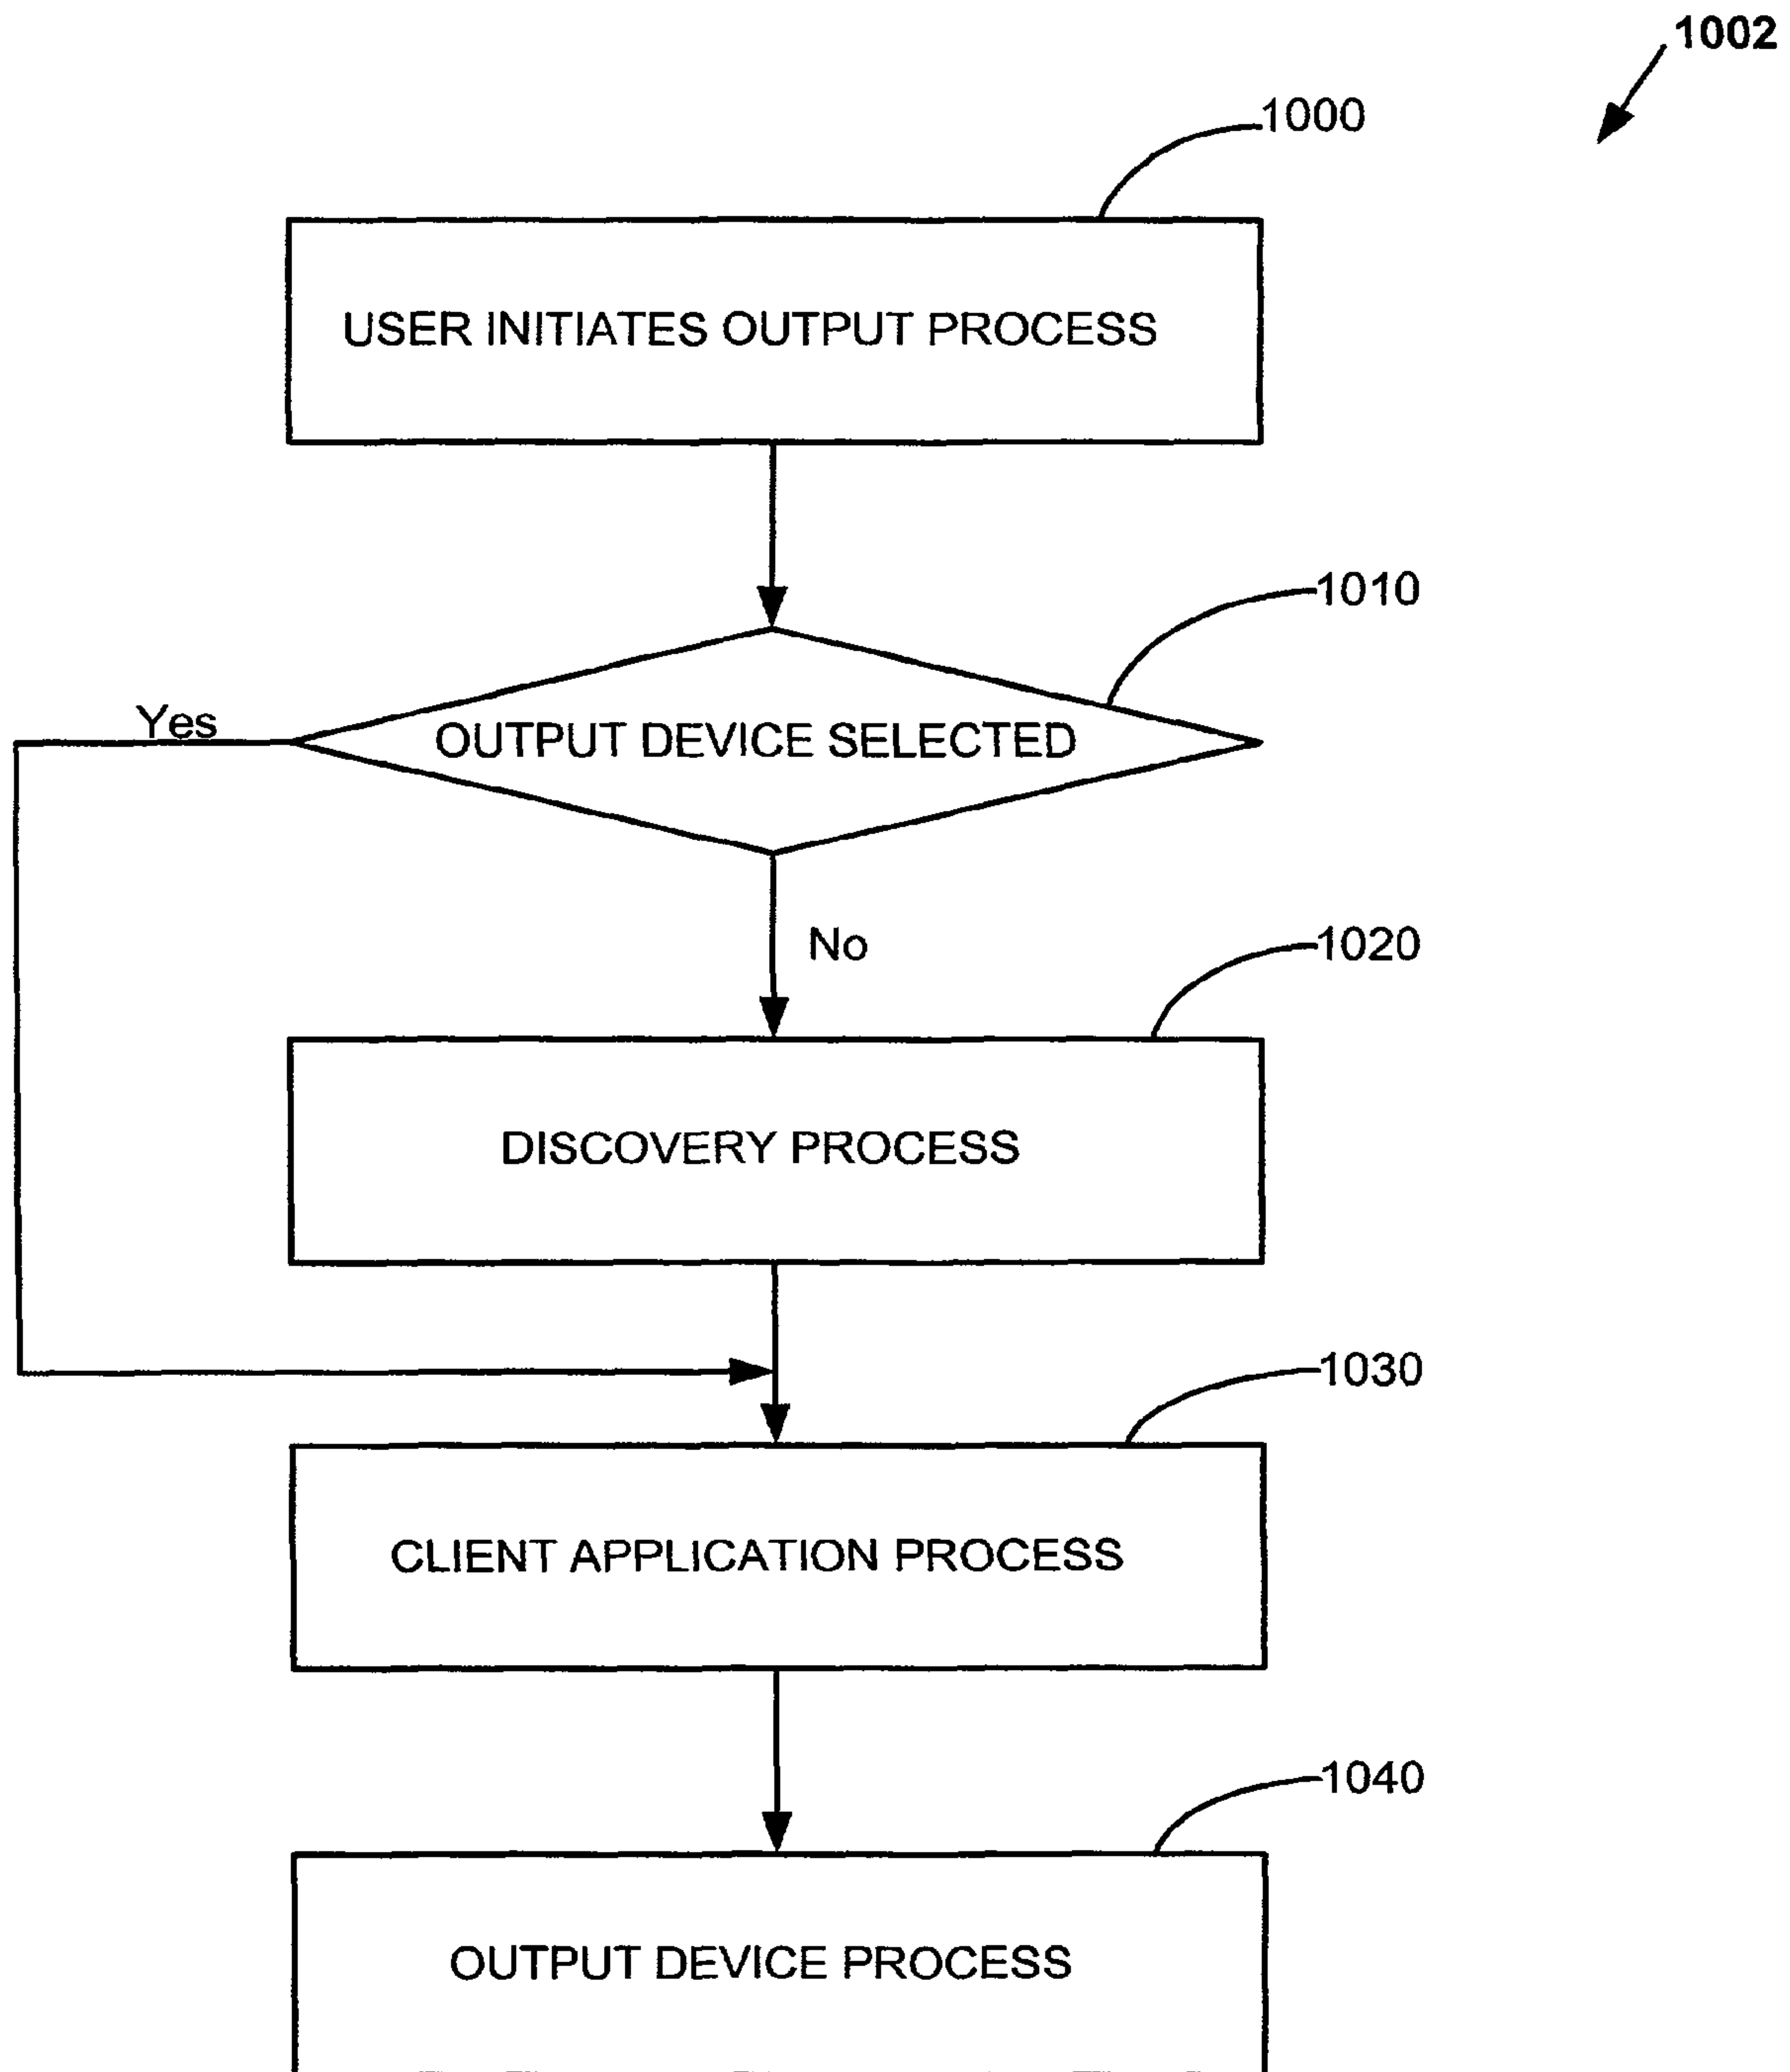 1002
1000
USER INITIATES OUTPUT PROCESS
1010
Yes
OUTPUT DEVICE SELECTED
No
1020
DISCOVERY PROCESS
1030
CLIENT APPLICATION PROCESS
1040
OUTPUT DEVICE PROCESS